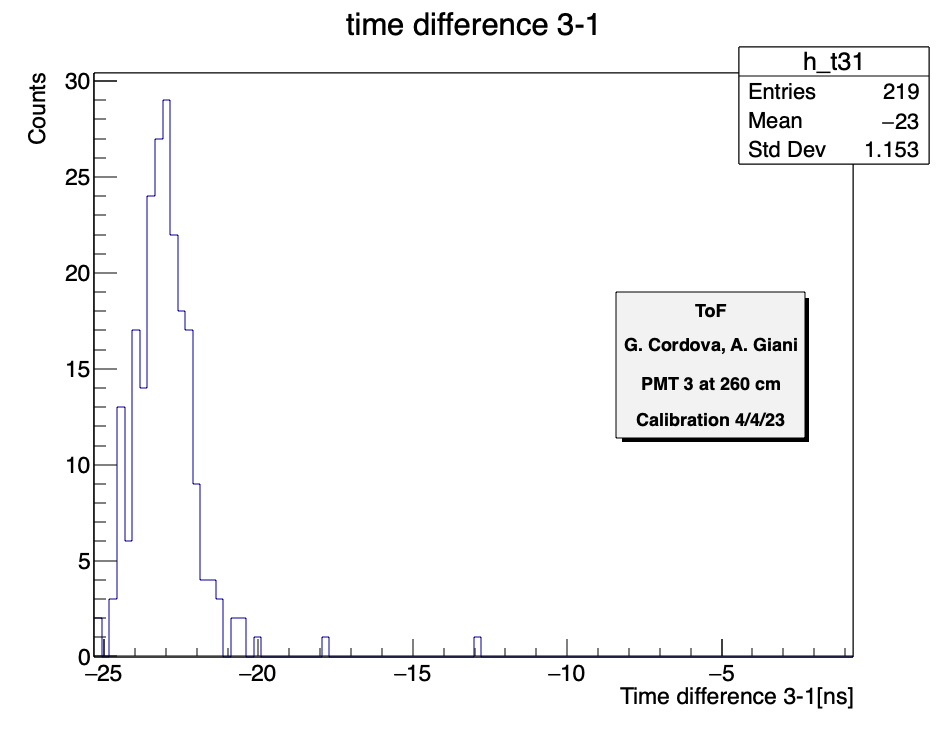 time difference 3-1
h_t31
Entries 219
Mean −23
Std Dev 1.153
Counts
30
25
20
15
10
5
0
ToF
G. Cordova, A. Giani
PMT 3 at 260 cm
Calibration 4/4/23
−25 −20 −15 −10 −5
Time difference 3-1[ns]